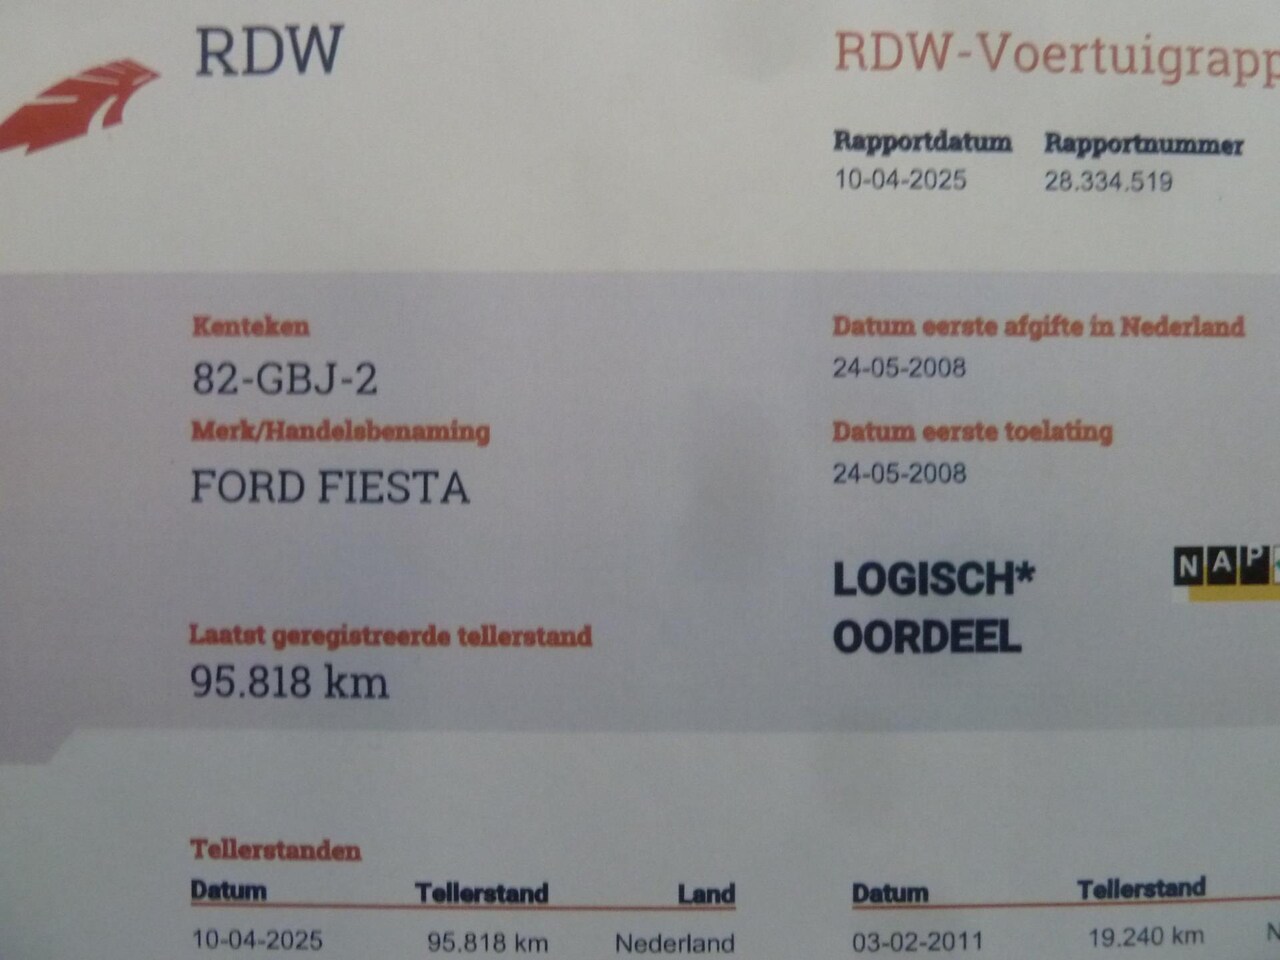 RDW
RDW-Voertuigrapp
Rapportdatum Rapportnummer
10-04-2025 28.334.519
Kenteken
82-GBJ-2
Merk/Handelsbenaming
FORD FIESTA
Laatst geregistreerde tellerstand
95.818 km
Datum eerste afgifte in Nederland
24-05-2008
Datum eerste toelating
24-05-2008
LOGISCH*
OORDEEL
NAP
Tellerstanden
Datum Tellerstand Land
10-04-2025 95.818 km Nederland
Datum Tellerstand
03-02-2011 19.240 km N